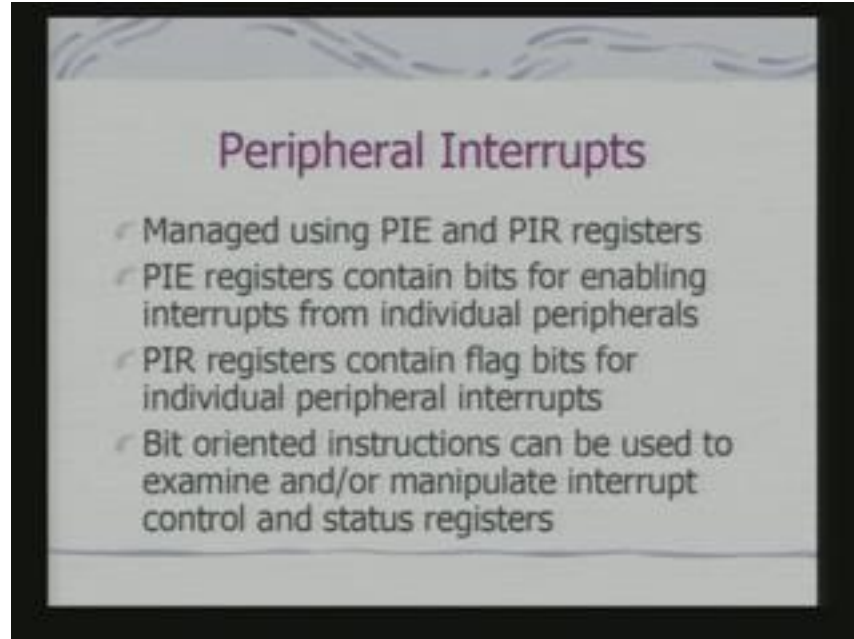 Peripheral Interrupts
Managed using PIE and PIR registers
PIE registers contain bits for enabling
interrupts from individual peripherals
PIR registers contain flag bits for
individual peripheral interrupts
Bit oriented instructions can be used to
examine and/or manipulate interrupt
control and status registers